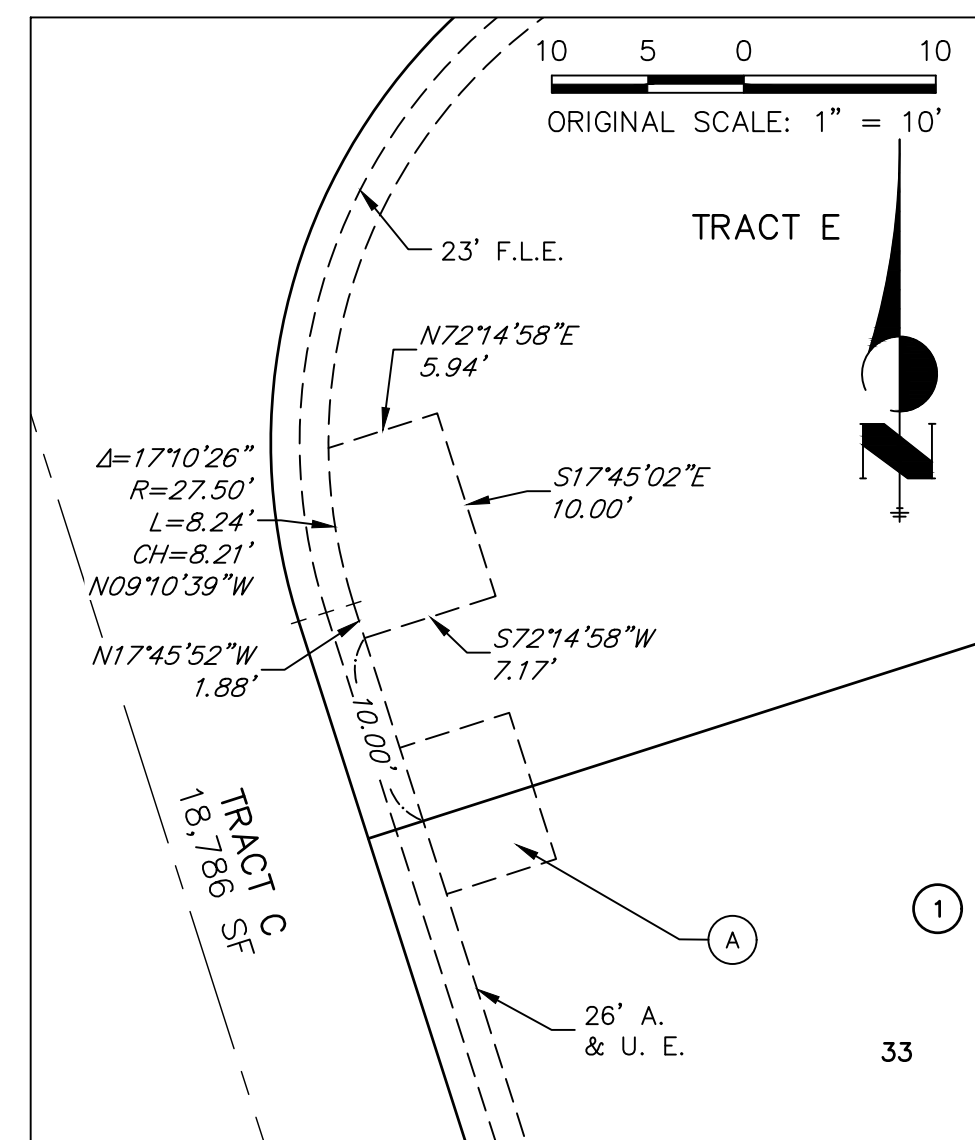 10 5 0 10
ORIGINAL SCALE: 1" = 10'
TRACT E
23' F.L.E.
N72°14'58"E
5.94'
Δ=17°10'26"
R=27.50'
L=8.24'
CH=8.21'
N09°10'39"W
S17°45'02"E
10.00'
N17°45'52"W
1.88'
S72°14'58"W
7.17'
10.00'
TRACT C
18,786 SF
A
1
26' A.
& U. E.
33
N